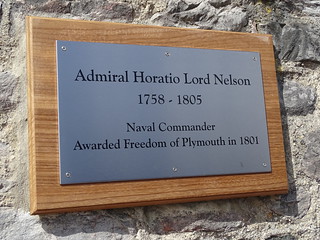 Admiral Horatio Lord Nelson
1758 - 1805
Naval Commander
Awarded Freedom of Plymouth in 1801